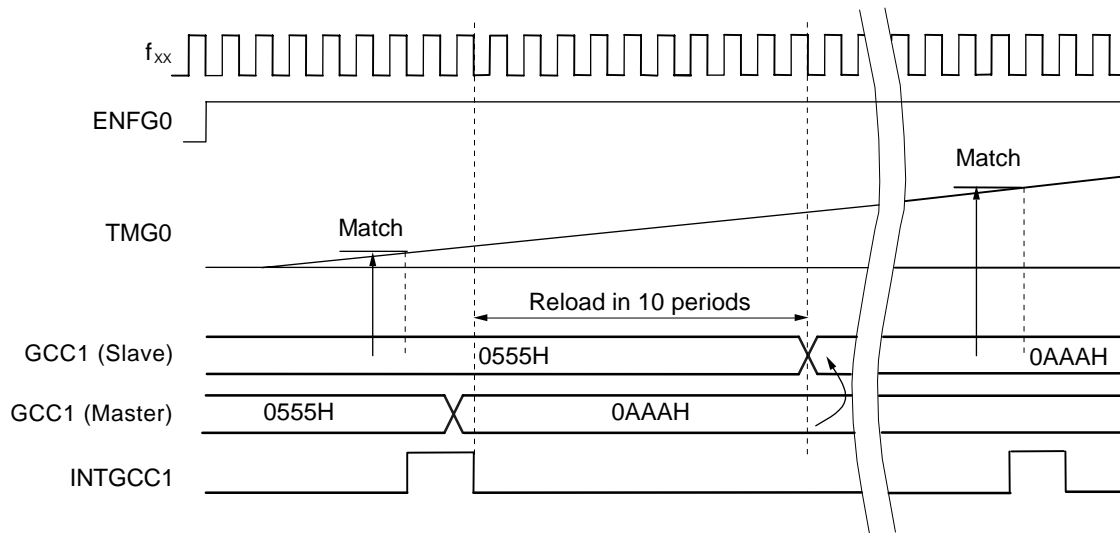 fxx
ENFG0
Match
TMG0
Match
Reload in 10 periods
GCC1 (Slave)
0555H
0AAAH
GCC1 (Master)
0555H
0AAAH
INTGCC1